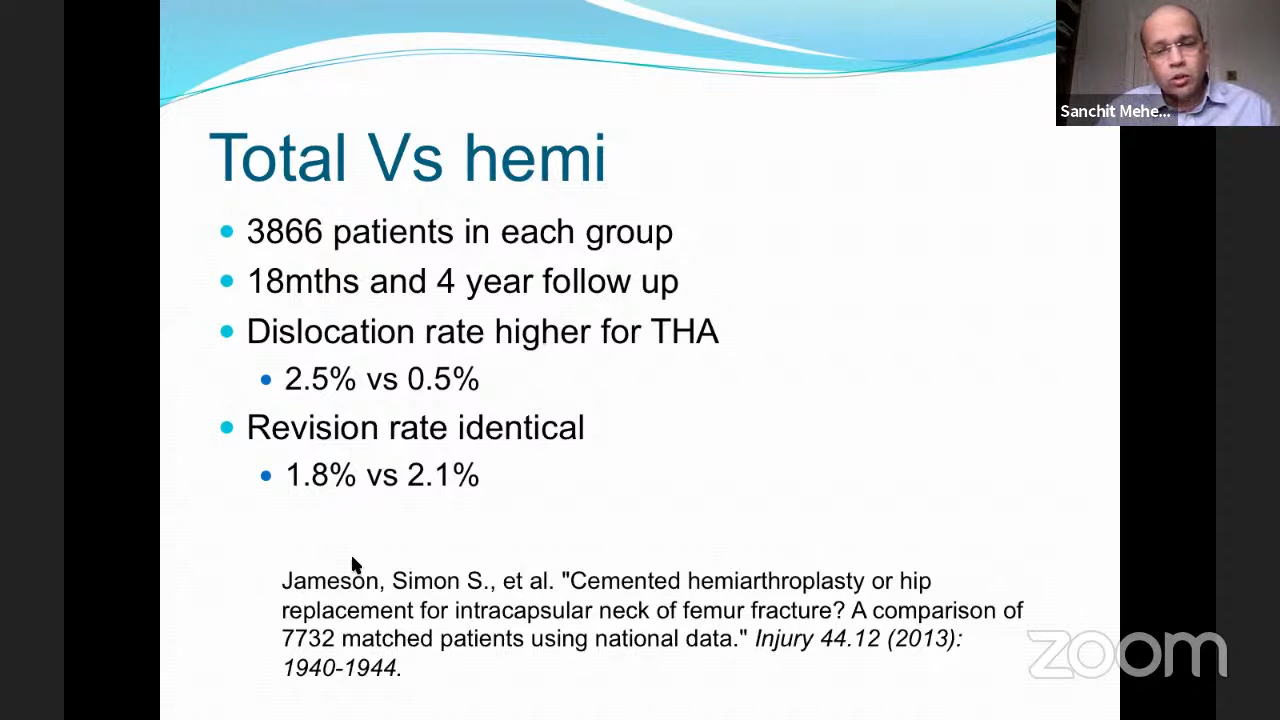 Sanchit Mehe...
Total Vs hemi
3866 patients in each group
18mths and 4 year follow up
Dislocation rate higher for THA
2.5% vs 0.5%
Revision rate identical
1.8% vs 2.1%
Jameson, Simon S., et al. "Cemented hemiarthroplasty or hip
replacement for intracapsular neck of femur fracture? A comparison of
7732 matched patients using national data." Injury 44.12 (2013):
1940-1944.
zoom